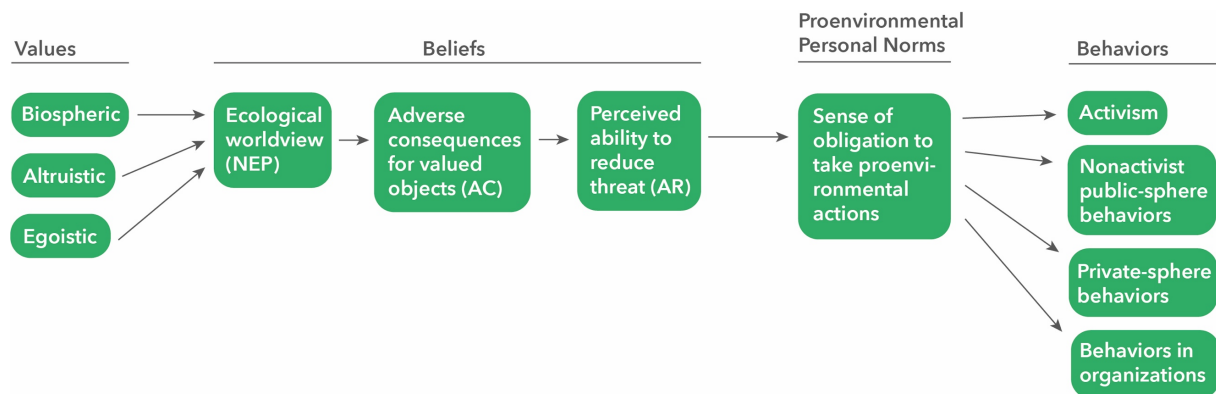 Values
Beliefs
Proenvironmental
Personal Norms
Behaviors
Biospheric
Altruistic
Egoistic
Ecological
worldview
(NEP)
Adverse
consequences
for valued
objects (AC)
Perceived
ability to
reduce
threat (AR)
Sense of
obligation to
take proenvi-
ronmental
actions
Activism
Nonactivist
public-sphere
behaviors
Private-sphere
behaviors
Behaviors in
organizations